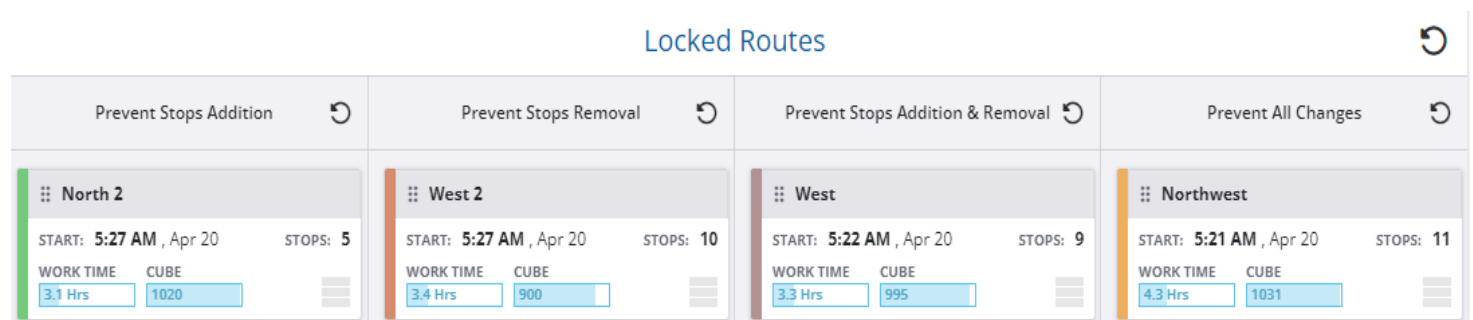 Locked Routes
Prevent Stops Addition
Prevent Stops Removal
Prevent Stops Addition & Removal
Prevent All Changes
North 2
START: 5:27 AM , Apr 20
STOPS: 5
WORK TIME
CUBE
3.1 Hrs
1020
West 2
START: 5:27 AM , Apr 20
STOPS: 10
WORK TIME
CUBE
3.4 Hrs
900
West
START: 5:22 AM , Apr 20
STOPS: 9
WORK TIME
CUBE
3.3 Hrs
995
Northwest
START: 5:21 AM , Apr 20
STOPS: 11
WORK TIME
CUBE
4.3 Hrs
1031